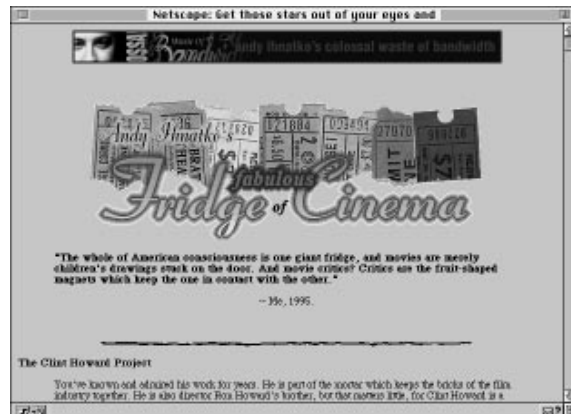 Netscape: Get those stars out of your eyes and
Andy Ihnatko's colossal waste of bandwidth
Andy Ihnatko's
fabulous
Fridge of Cinema
"The whole of American consciousness is one giant fridge, and movies are merely
children's drawings stuck on the door. And movie critics? Critics are the fruit-shaped
magnets which keep the one in contact with the other."
-- Me, 1995.
The Clint Howard Project
You've known and admired his work for years. He is part of the mortar which keeps the bricks of the film
industry together. He is also director Ron Howard's brother, but that matters little, for Clint Howard is a